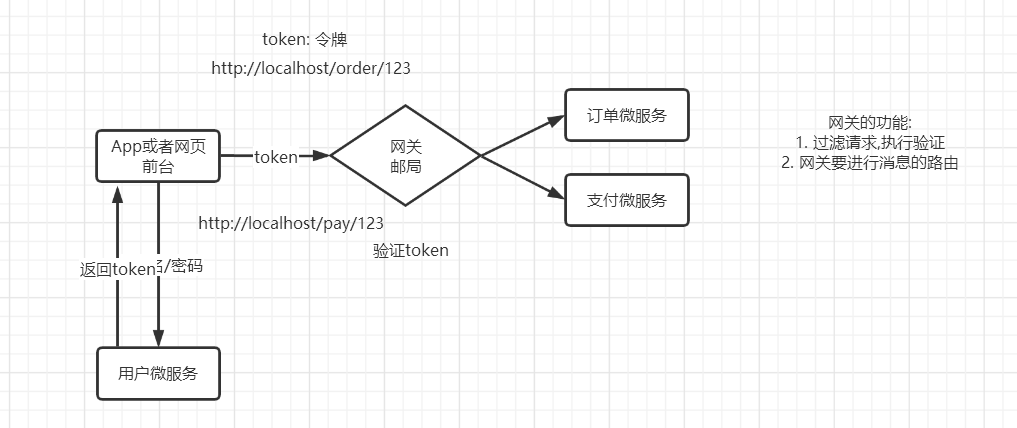 token: 令牌
http://localhost/order/123
App或者网页
前台
token
网关
邮局
订单微服务
支付微服务
网关的功能:
1. 过滤请求,执行验证
2. 网关要进行消息的路由
http://localhost/pay/123
验证token
返回token
/密码
用户微服务